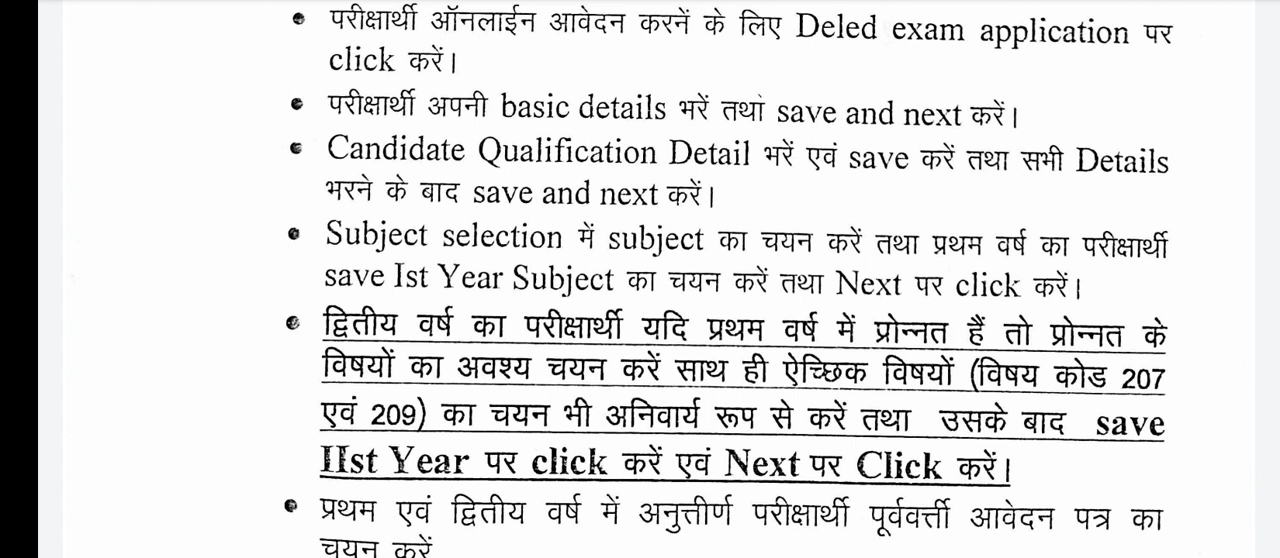 • परीक्षार्थी ऑनलाईन आवेदन करनें के लिए Deled exam application पर
click करें।
• परीक्षार्थी अपनी basic details भरें तथां save and next करें।
• Candidate Qualification Detail भरें एवं save करें तथा सभी Details
भरने के बाद save and next करें।
• Subject selection में subject का चयन करें तथा प्रथम वर्ष का परीक्षार्थी
save Ist Year Subject का चयन करें तथा Next पर click करें।
• द्वितीय वर्ष का परीक्षार्थी यदि प्रथम वर्ष में प्रोन्नत हैं तो प्रोन्नत के
विषयों का अवश्य चयन करें साथ ही ऐच्छिक विषयों (विषय कोड 207
एवं 209) का चयन भी अनिवार्य रूप से करें तथा उसके बाद save
IIst Year पर click करें एवं Next पर Click करें।
• प्रथम एवं द्वितीय वर्ष में अनुत्तीर्ण परीक्षार्थी पूर्ववर्त्ती आवेदन पत्र का
चयन करें